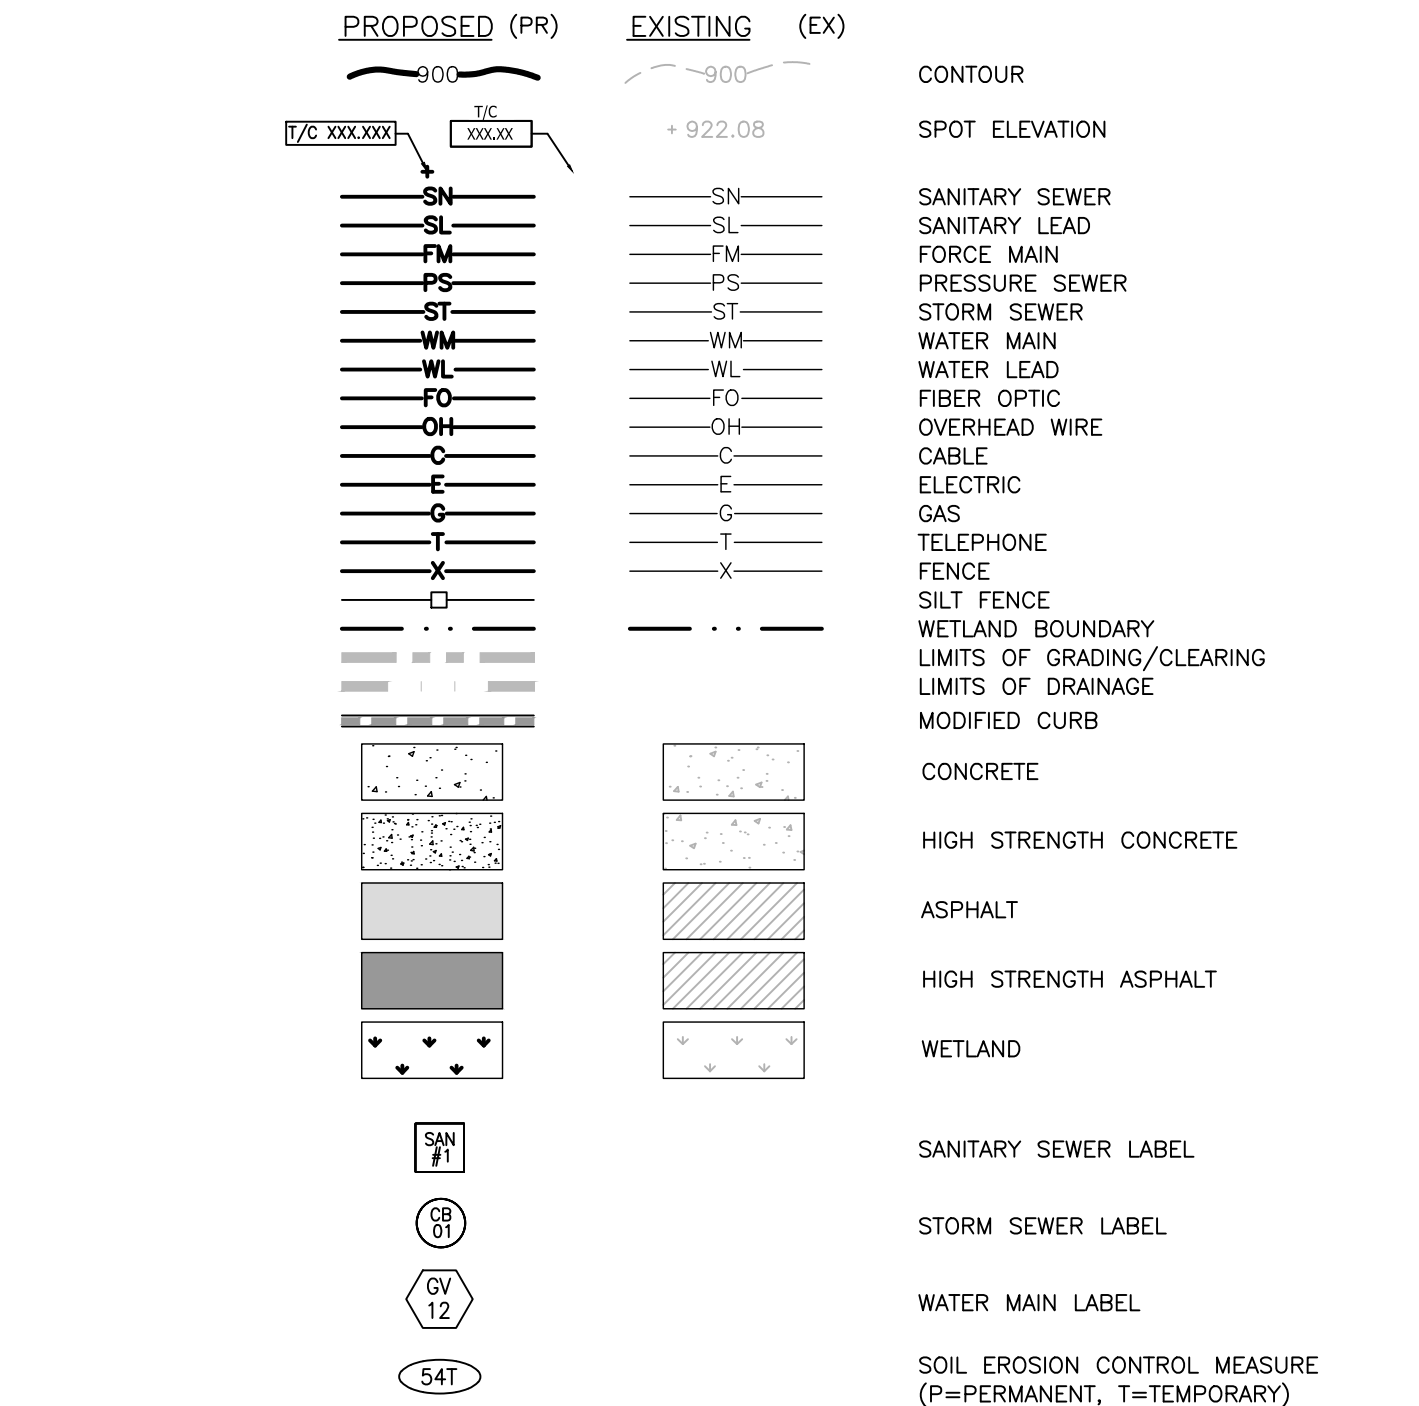 PROPOSED (PR) EXISTING (EX)
900 900 CONTOUR
T/C
T/C XXX.XXX XXX.XX + 922.08 SPOT ELEVATION
SN SN SANITARY SEWER
SL SL SANITARY LEAD
FM FM FORCE MAIN
PS PS PRESSURE SEWER
ST ST STORM SEWER
WM WM WATER MAIN
WL WL WATER LEAD
FO FO FIBER OPTIC
OH OH OVERHEAD WIRE
C C CABLE
E E ELECTRIC
G G GAS
T T TELEPHONE
X X FENCE
SILT FENCE
WETLAND BOUNDARY
LIMITS OF GRADING/CLEARING
LIMITS OF DRAINAGE
MODIFIED CURB
CONCRETE
HIGH STRENGTH CONCRETE
ASPHALT
HIGH STRENGTH ASPHALT
WETLAND
SAN
#1
SANITARY SEWER LABEL
CB
01
STORM SEWER LABEL
GV
12
WATER MAIN LABEL
54T
SOIL EROSION CONTROL MEASURE
(P=PERMANENT, T=TEMPORARY)